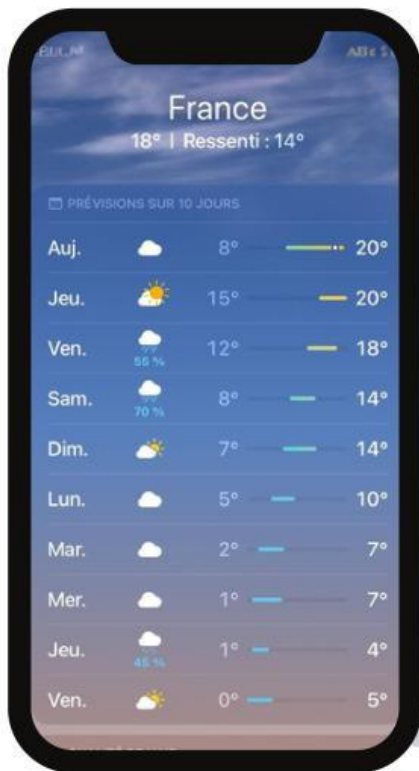 France
18° | Ressenti : 14°
PRÉVISIONS SUR 10 JOURS
Auj. 8° 20°
Jeu. 15° 20°
Ven. 55 % 12° 18°
Sam. 70 % 8° 14°
Dim. 7° 14°
Lun. 5° 10°
Mar. 2° 7°
Mer. 1° 7°
Jeu. 45 % 1° 4°
Ven. 0° 5°